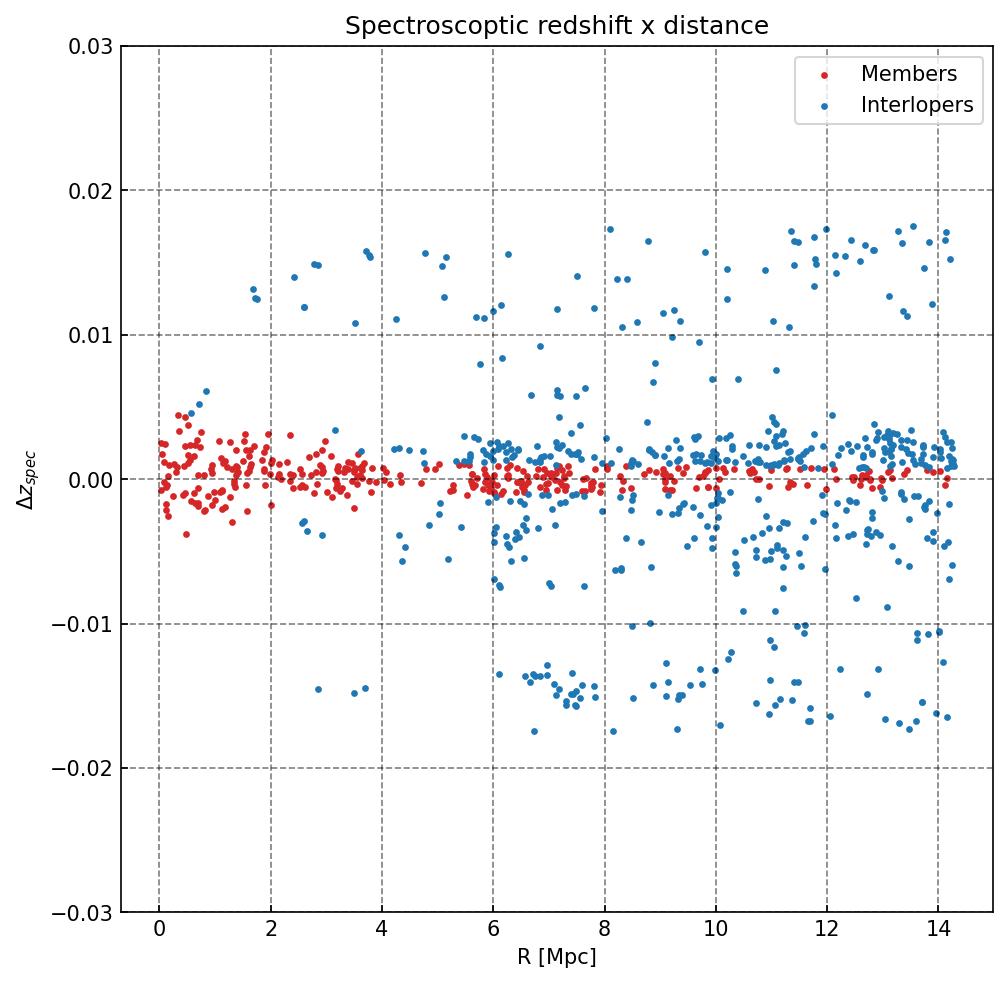 Spectroscoptic redshift x distance
Members
Interlopers
0.03
0.02
0.01
0.00
−0.01
−0.02
−0.03
Δz_spec
0 2 4 6 8 10 12 14
R [Mpc]